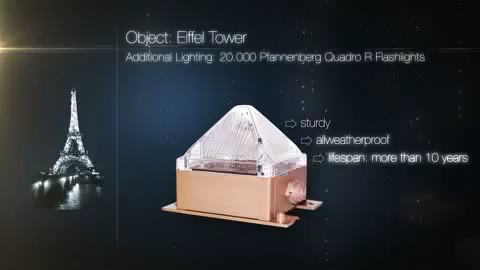 Object: Eiffel Tower
Additional Lighting: 20.000 Pfannenberg Quadro R Flashlights
sturdy
allweatherproof
lifespan: more than 10 years